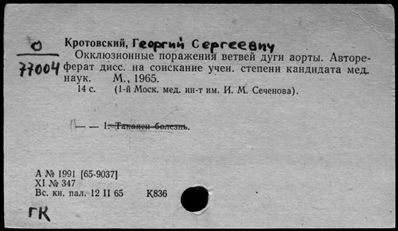 О
77004
Кротовский, Георгий Сергеевич
Окклюзионные поражения ветвей дуги аорты. Авторе-
ферат дисс. на соискание учен. степени кандидата мед.
наук. М., 1965.
14 с. (1-й Моск. мед. ин-т им. И. М. Сеченова).
— — 1. Такаяси болезнь.
А № 1991 [65-9037]
XI № 347
Вс. кн. пал. 12 II 65 К836
ГК